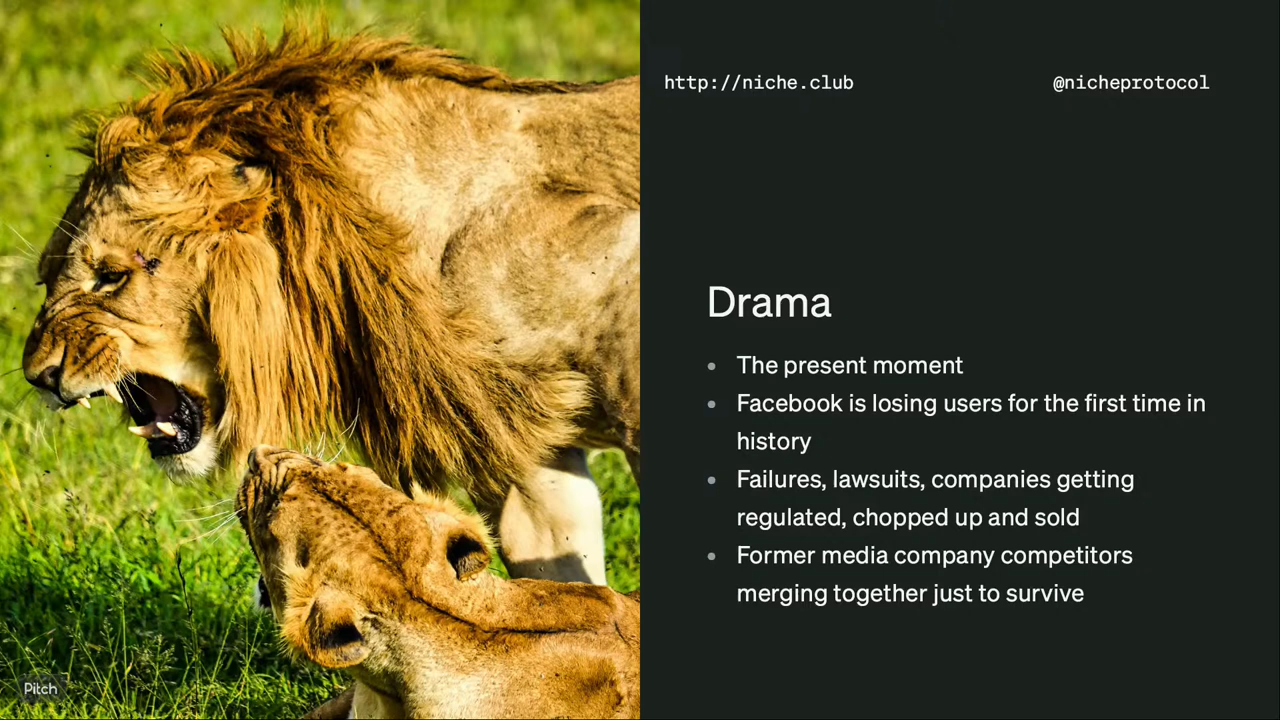 http://niche.club
@nicheprotocol
Drama
• The present moment
• Facebook is losing users for the first time in
history
• Failures, lawsuits, companies getting
regulated, chopped up and sold
• Former media company competitors
merging together just to survive
Pitch